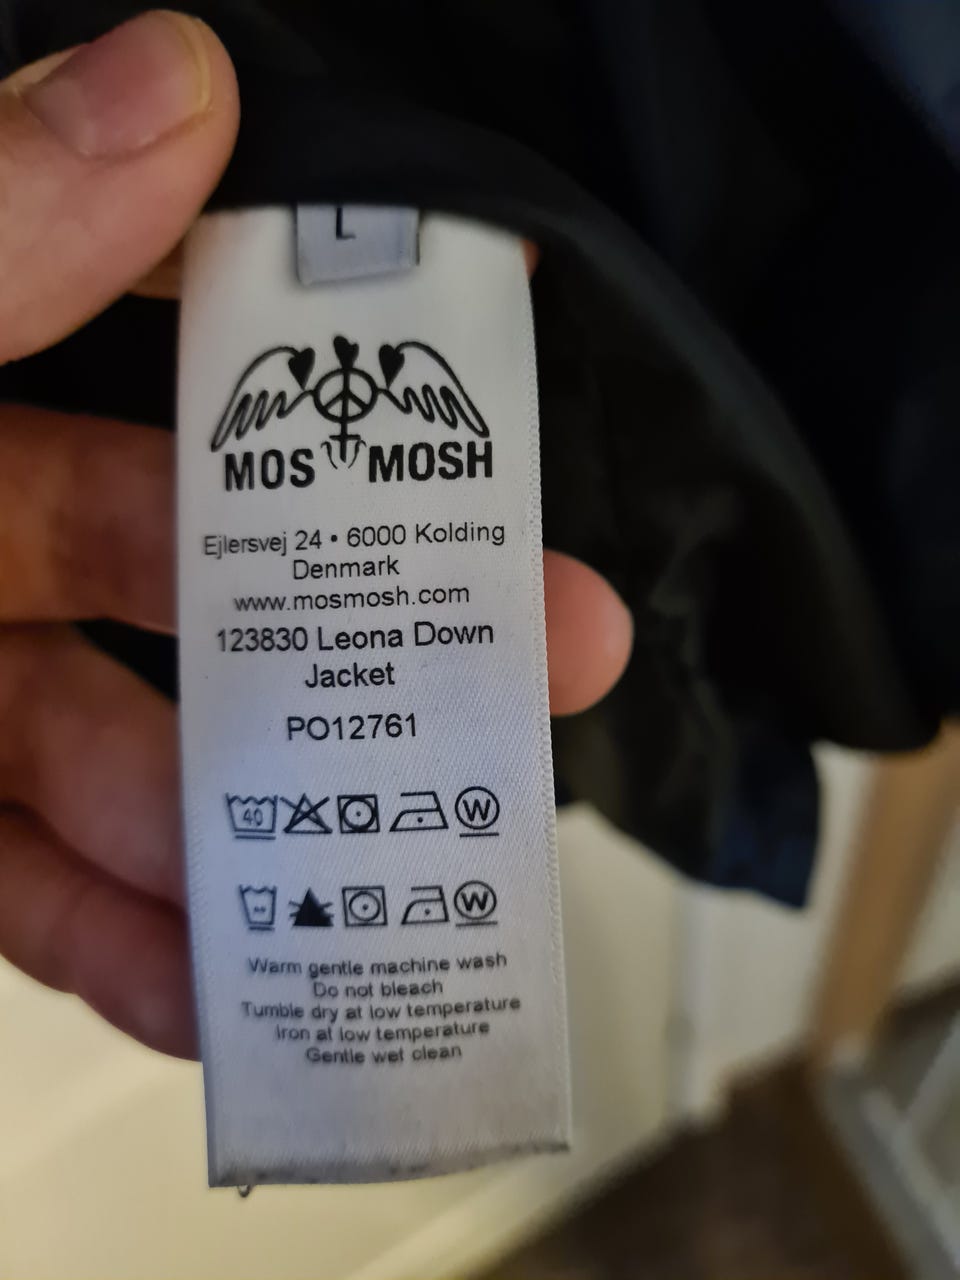 L
MOS MOSH
Ejlersvej 24 • 6000 Kolding
Denmark
www.mosmosh.com
123830 Leona Down
Jacket
PO12761
40
W
W
Warm gentle machine wash
Do not bleach
Tumble dry at low temperature
Iron at low temperature
Gentle wet clean